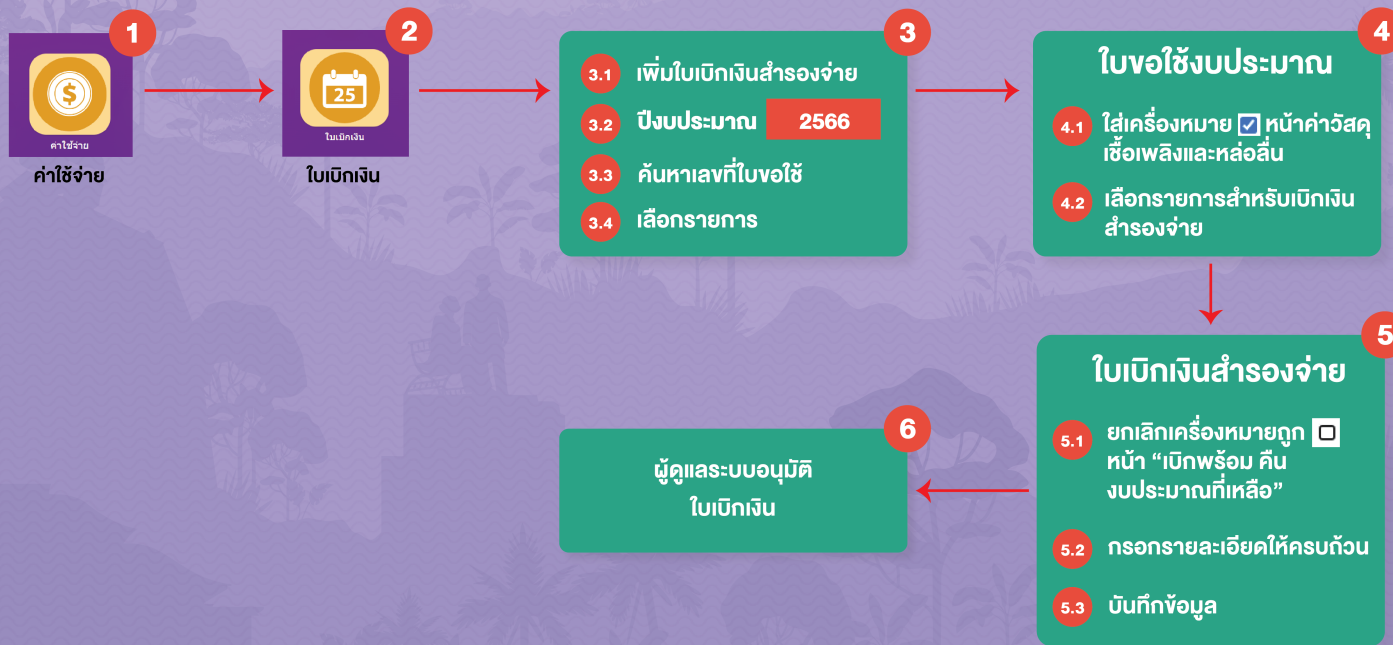 1
$
ค่าใช้จ่าย
ค่าใช้จ่าย
2
25
ใบเบิกเงิน
ใบเบิกเงิน
3
3.1 เพิ่มใบเบิกเงินสำรองจ่าย
3.2 ปีงบประมาณ 2566
3.3 ค้นหาเลขที่ใบขอใช้
3.4 เลือกรายการ
4
ใบขอใช้งบประมาณ
4.1 ใส่เครื่องหมาย ☑ หน้าค่าวัสดุ
เชื้อเพลิงและหล่อลื่น
4.2 เลือกรายการสำหรับเบิกเงิน
สำรองจ่าย
5
ใบเบิกเงินสำรองจ่าย
5.1 ยกเลิกเครื่องหมายถูก ☐
หน้า “เบิกพร้อม คืน
งบประมาณที่เหลือ”
5.2 กรอกรายละเอียดให้ครบถ้วน
5.3 บันทึกข้อมูล
6
ผู้ดูแลระบบอนุมัติ
ใบเบิกเงิน